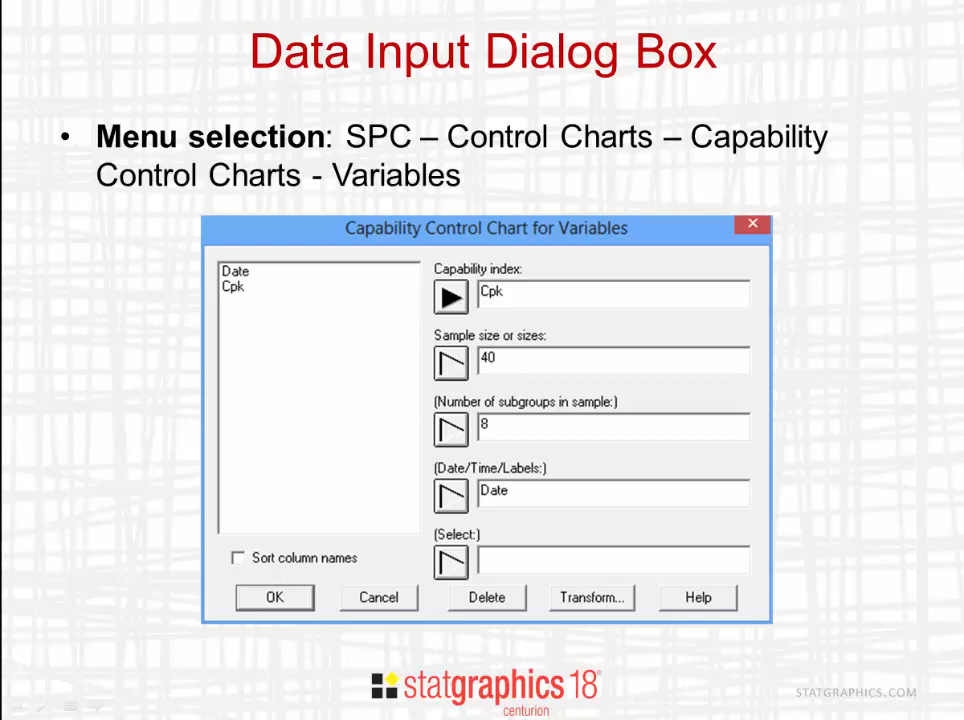 Data Input Dialog Box
• Menu selection: SPC – Control Charts – Capability
Control Charts - Variables
Capability Control Chart for Variables
Date
Cpk
Capability index:
Cpk
Sample size or sizes:
40
(Number of subgroups in sample:)
8
(Date/Time/Labels:)
Date
(Select:)
Sort column names
OK Cancel Delete Transform... Help
statgraphics 18®
centurion
STATGRAPHICS.COM